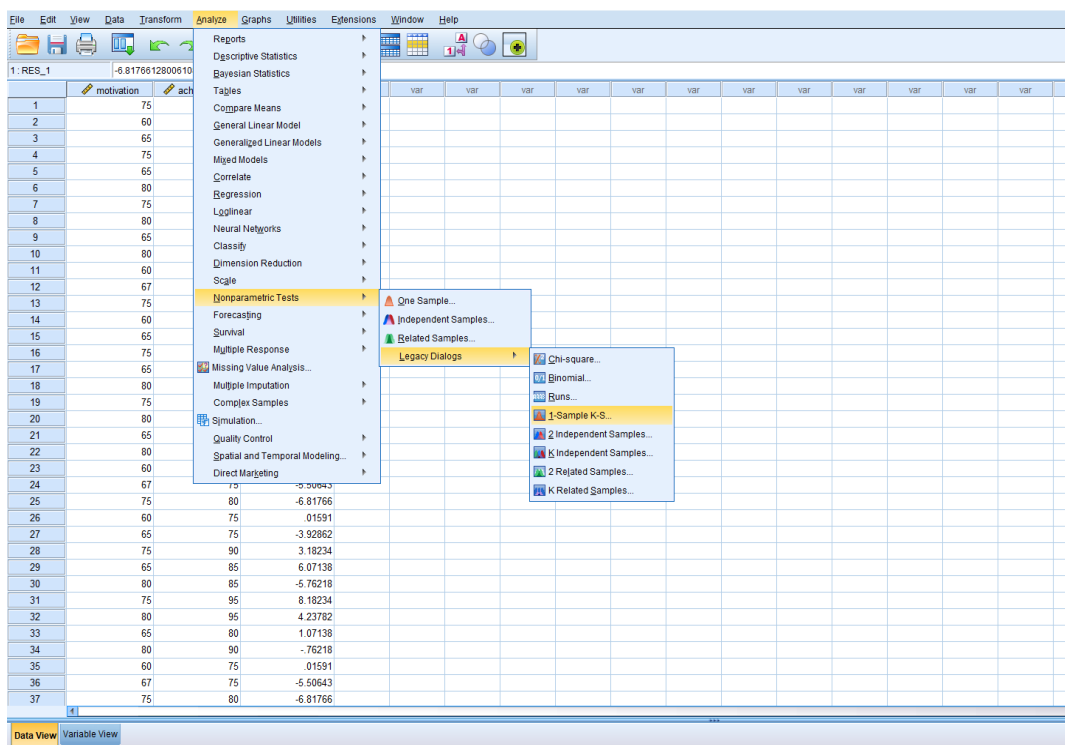 File Edit View Data Transform Analyze Graphs Utilities Extensions Window Help
1 : RES_1 -6.8176612800610
motivation ach var var var var var var var var var var var var
1 75
2 60
3 65
4 75
5 65
6 80
7 75
8 80
9 65
10 80
11 60
12 67
13 75
14 60
15 65
16 75
17 65
18 80
19 75
20 80
21 65
22 80
23 60
24 67 75 -5.50643
25 75 80 -6.81766
26 60 75 .01591
27 65 75 -3.92862
28 75 90 3.18234
29 65 85 6.07138
30 80 85 -5.76218
31 75 95 8.18234
32 80 95 4.23782
33 65 80 1.07138
34 80 90 -.76218
35 60 75 .01591
36 67 75 -5.50643
37 75 80 -6.81766
Reports
Descriptive Statistics
Bayesian Statistics
Tables
Compare Means
General Linear Model
Generalized Linear Models
Mixed Models
Correlate
Regression
Loglinear
Neural Networks
Classify
Dimension Reduction
Scale
Nonparametric Tests
Forecasting
Survival
Multiple Response
Missing Value Analysis...
Multiple Imputation
Complex Samples
Simulation...
Quality Control
Spatial and Temporal Modeling...
Direct Marketing
One Sample...
Independent Samples...
Related Samples...
Legacy Dialogs
Chi-square...
Binomial...
Runs...
1-Sample K-S...
2 Independent Samples...
K Independent Samples...
2 Related Samples...
K Related Samples...
Data View Variable View